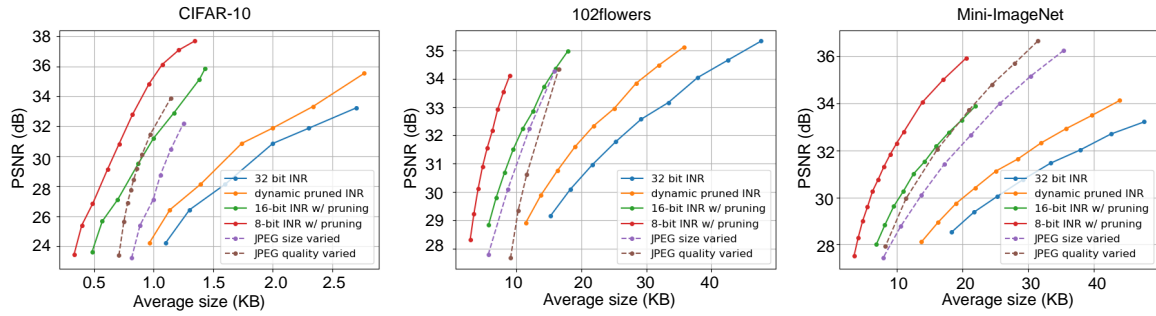 CIFAR-10
PSNR (dB)
38
36
34
32
30
28
26
24
32 bit INR
dynamic pruned INR
16-bit INR w/ pruning
8-bit INR w/ pruning
JPEG size varied
JPEG quality varied
0.5 1.0 1.5 2.0 2.5
Average size (KB)
102flowers
PSNR (dB)
35
34
33
32
31
30
29
28
32 bit INR
dynamic pruned INR
16-bit INR w/ pruning
8-bit INR w/ pruning
JPEG size varied
JPEG quality varied
10 20 30 40
Average size (KB)
Mini-ImageNet
PSNR (dB)
36
34
32
30
28
32 bit INR
dynamic pruned INR
16-bit INR w/ pruning
8-bit INR w/ pruning
JPEG size varied
JPEG quality varied
10 20 30 40
Average size (KB)